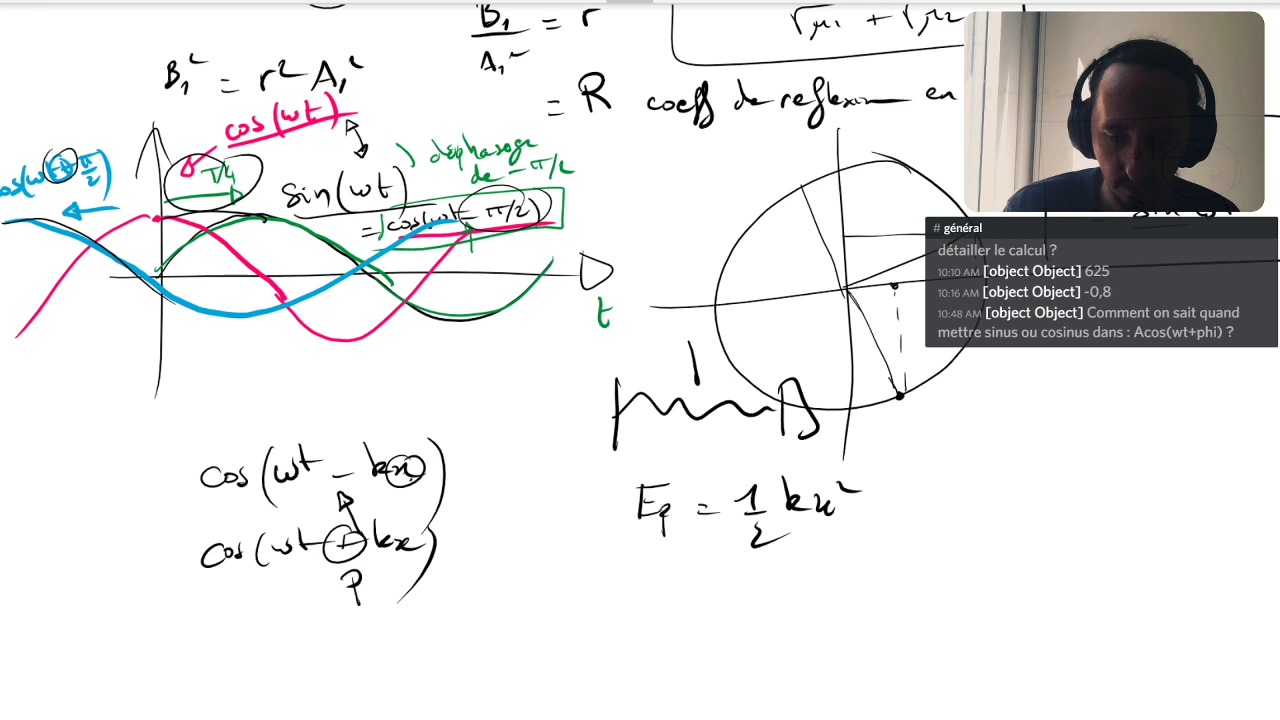 B₁/A₁² = r
√μ₁ + √μ₂
B₁² = r² A₁²
= R coeff de reflexion en
cos(ωt)
cos(ωt + π/2)
π/4
sin(ωt)
) déphasage
de -π/2
= cos(ωt - π/2)
t
# général
détailler le calcul ?
10:10 AM [object Object] 625
10:16 AM [object Object] -0,8
10:48 AM [object Object] Comment on sait quand
mettre sinus ou cosinus dans : Acos(wt+phi) ?
cos(ωt - kx)
cos(ωt + kx)
Ep = 1/2 kx²